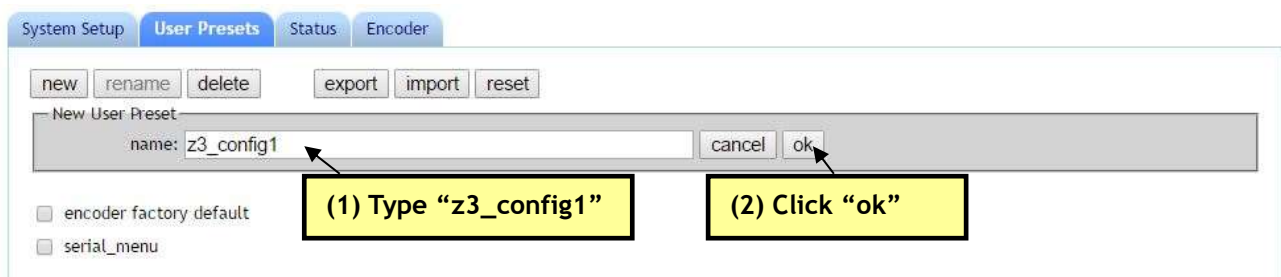 System Setup User Presets Status Encoder
new rename delete export import reset
New User Preset
name: z3_config1 cancel ok
(1) Type “z3_config1” (2) Click “ok”
encoder factory default
serial_menu